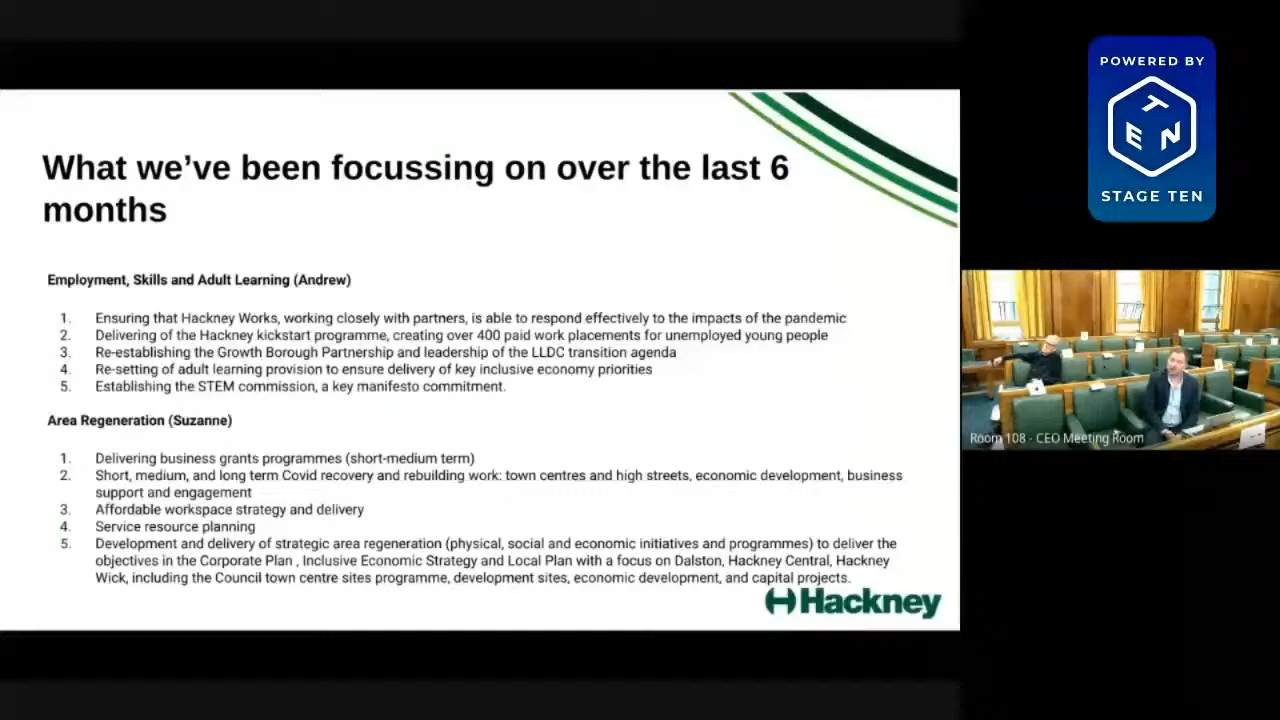 What we've been focussing on over the last 6
months
Employment, Skills and Adult Learning (Andrew)
1. Ensuring that Hackney Works, working closely with partners, is able to respond effectively to the impacts of the pandemic
2. Delivering of the Hackney kickstart programme, creating over 400 paid work placements for unemployed young people
3. Re-establishing the Growth Borough Partnership and leadership of the LLDC transition agenda
4. Re-setting of adult learning provision to ensure delivery of key inclusive economy priorities
5. Establishing the STEM commission, a key manifesto commitment.
Area Regeneration (Suzanne)
1. Delivering business grants programmes (short-medium term)
2. Short, medium, and long term Covid recovery and rebuilding work: town centres and high streets, economic development, business
support and engagement
3. Affordable workspace strategy and delivery
4. Service resource planning
5. Development and delivery of strategic area regeneration (physical, social and economic initiatives and programmes) to deliver the
objectives in the Corporate Plan , Inclusive Economic Strategy and Local Plan with a focus on Dalston, Hackney Central, Hackney
Wick, including the Council town centre sites programme, development sites, economic development, and capital projects.
Hackney
POWERED BY
TEN
STAGE TEN
Room 108 - CEO Meeting Room